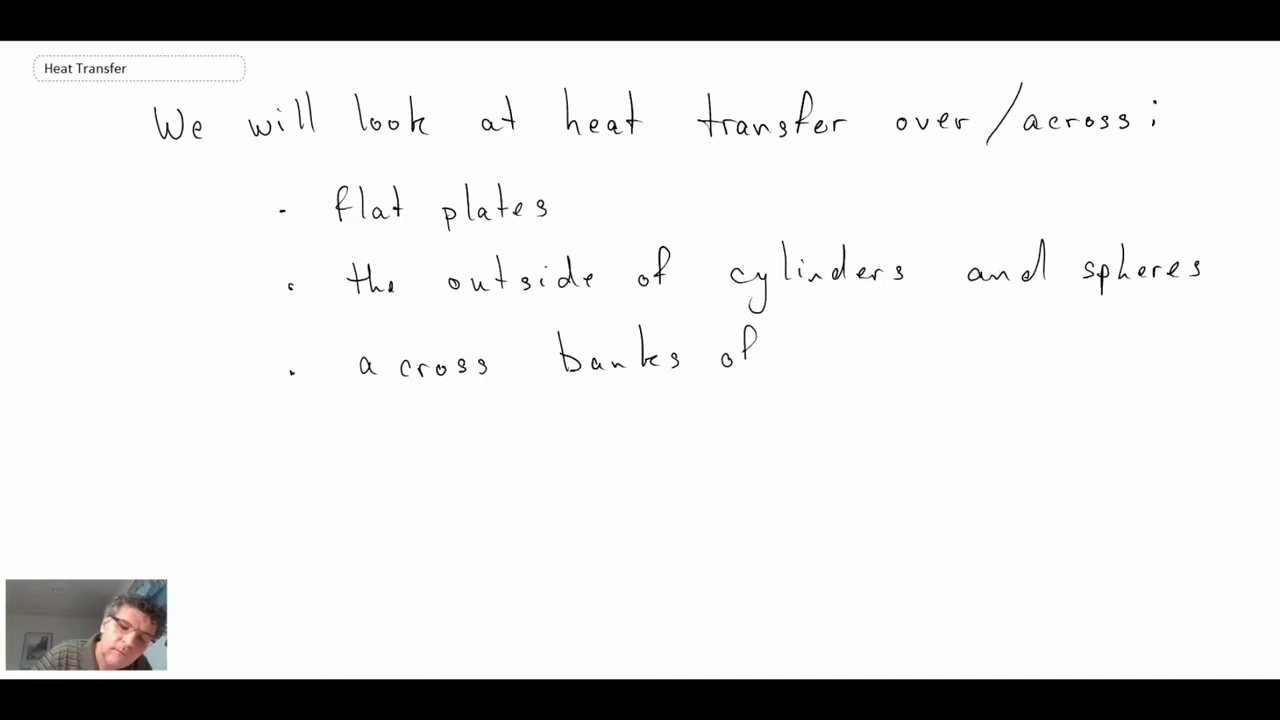 Heat Transfer
We will look at heat transfer over/across:
· flat plates
· the outside of cylinders and spheres
· across banks of